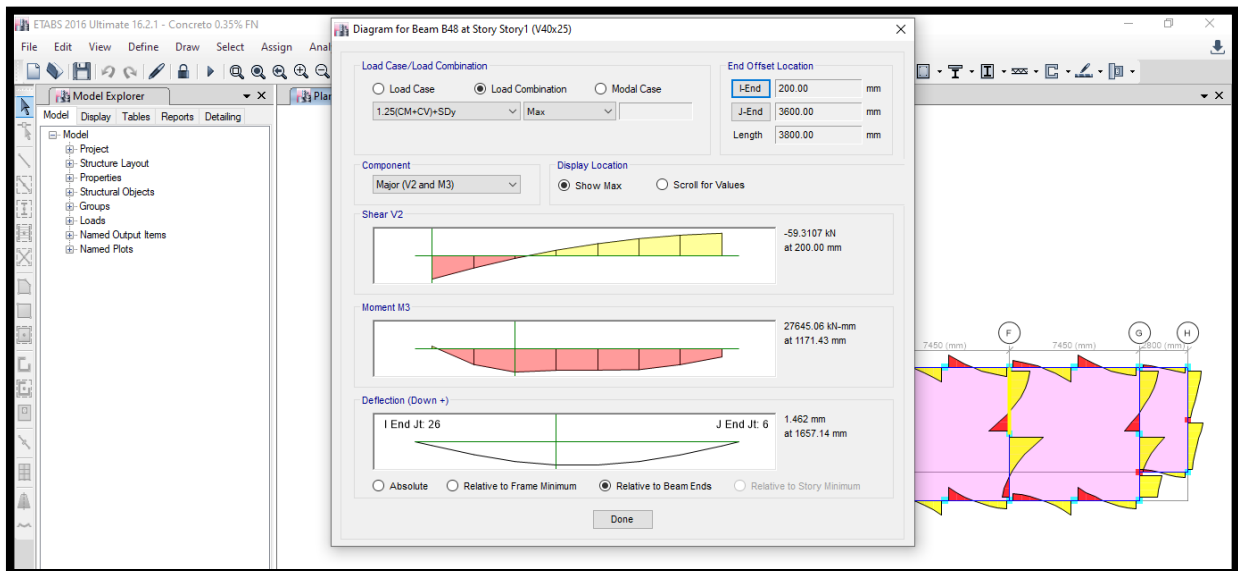 ETABS 2016 Ultimate 16.2.1 - Concreto 0.35% FN
File Edit View Define Draw Select Assign Anal
Model Explorer
Model Display Tables Reports Detailing
Model
Project
Structure Layout
Properties
Structural Objects
Groups
Loads
Named Output Items
Named Plots
Plan
Diagram for Beam B48 at Story Story1 (V40x25)
Load Case/Load Combination
Load Case Load Combination Modal Case
1.25(CM+CV)+SDy Max
End Offset Location
I-End 200.00 mm
J-End 3600.00 mm
Length 3800.00 mm
Component
Major (V2 and M3)
Display Location
Show Max Scroll for Values
Shear V2
-59.3107 kN
at 200.00 mm
Moment M3
27645.06 kN-mm
at 1171.43 mm
Deflection (Down +)
I End Jt: 26 J End Jt: 6
1.462 mm
at 1657.14 mm
Absolute Relative to Frame Minimum Relative to Beam Ends Relative to Story Minimum
Done
F G H
7450 (mm) 7450 (mm) 2800 (mm)